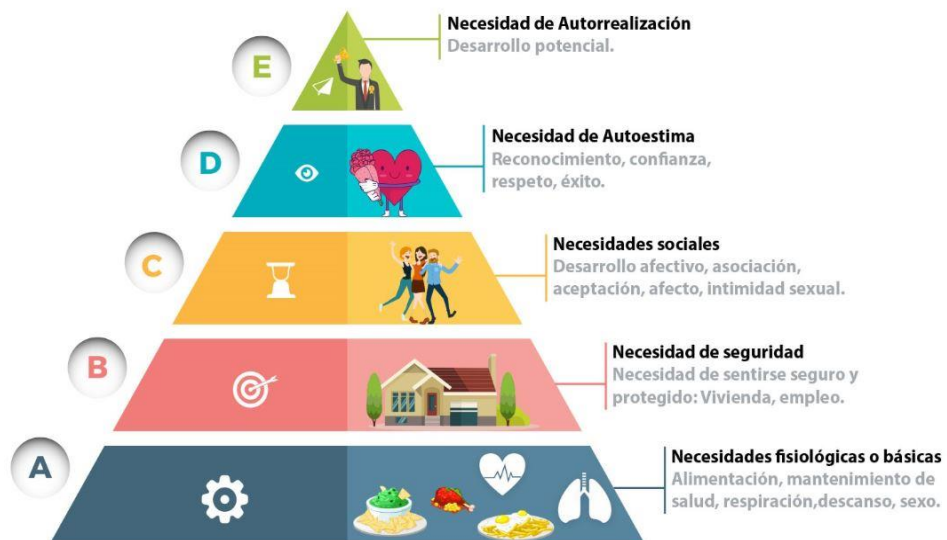 E
Necesidad de Autorrealización
Desarrollo potencial.
D
Necesidad de Autoestima
Reconocimiento, confianza,
respeto, éxito.
C
Necesidades sociales
Desarrollo afectivo, asociación,
aceptación, afecto, intimidad sexual.
B
Necesidad de seguridad
Necesidad de sentirse seguro y
protegido: Vivienda, empleo.
A
Necesidades fisiológicas o básicas
Alimentación, mantenimiento de
salud, respiración,descanso, sexo.